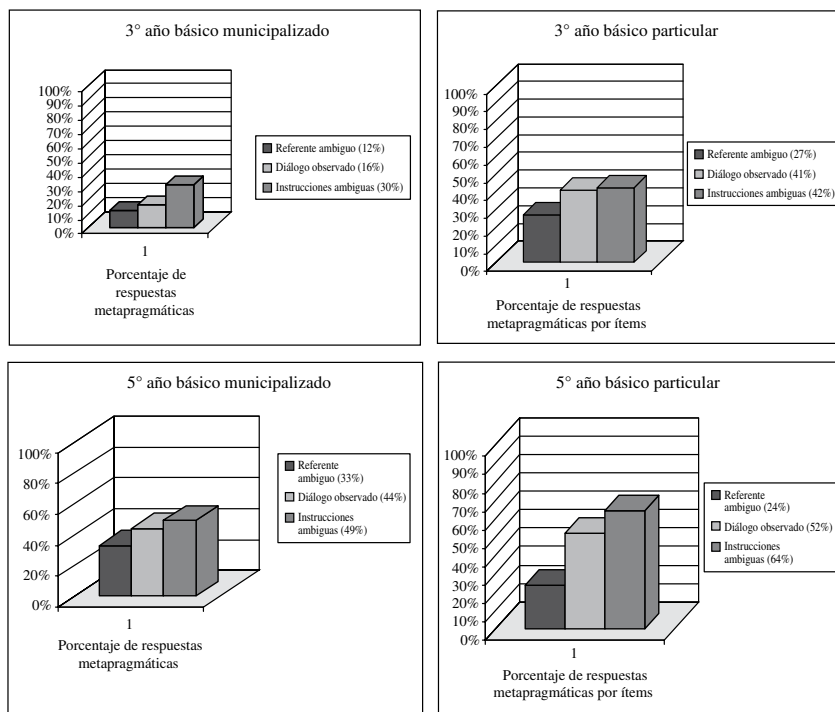 3° año básico municipalizado
100%
90%
80%
70%
60%
50%
40%
30%
20%
10%
0%
1
Porcentaje de
respuestas
metapragmáticas
Referente ambiguo (12%)
Diálogo observado (16%)
Instrucciones ambiguas (30%)
3° año básico particular
100%
90%
80%
70%
60%
50%
40%
30%
20%
10%
0%
1
Porcentaje de respuestas
metapragmáticas por ítems
Referente ambiguo (27%)
Diálogo observado (41%)
Instrucciones ambiguas (42%)
5° año básico municipalizado
100%
80%
60%
40%
20%
0%
1
Porcentaje de respuestas
metapragmáticas
Referente
ambiguo (33%)
Diálogo observado (44%)
Instrucciones
ambiguas (49%)
5° año básico particular
100%
90%
80%
70%
60%
50%
40%
30%
20%
10%
0%
1
Porcentaje de respuestas
metapragmáticas por ítems
Referente
ambiguo (24%)
Diálogo observado (52%)
Instrucciones
ambiguas (64%)